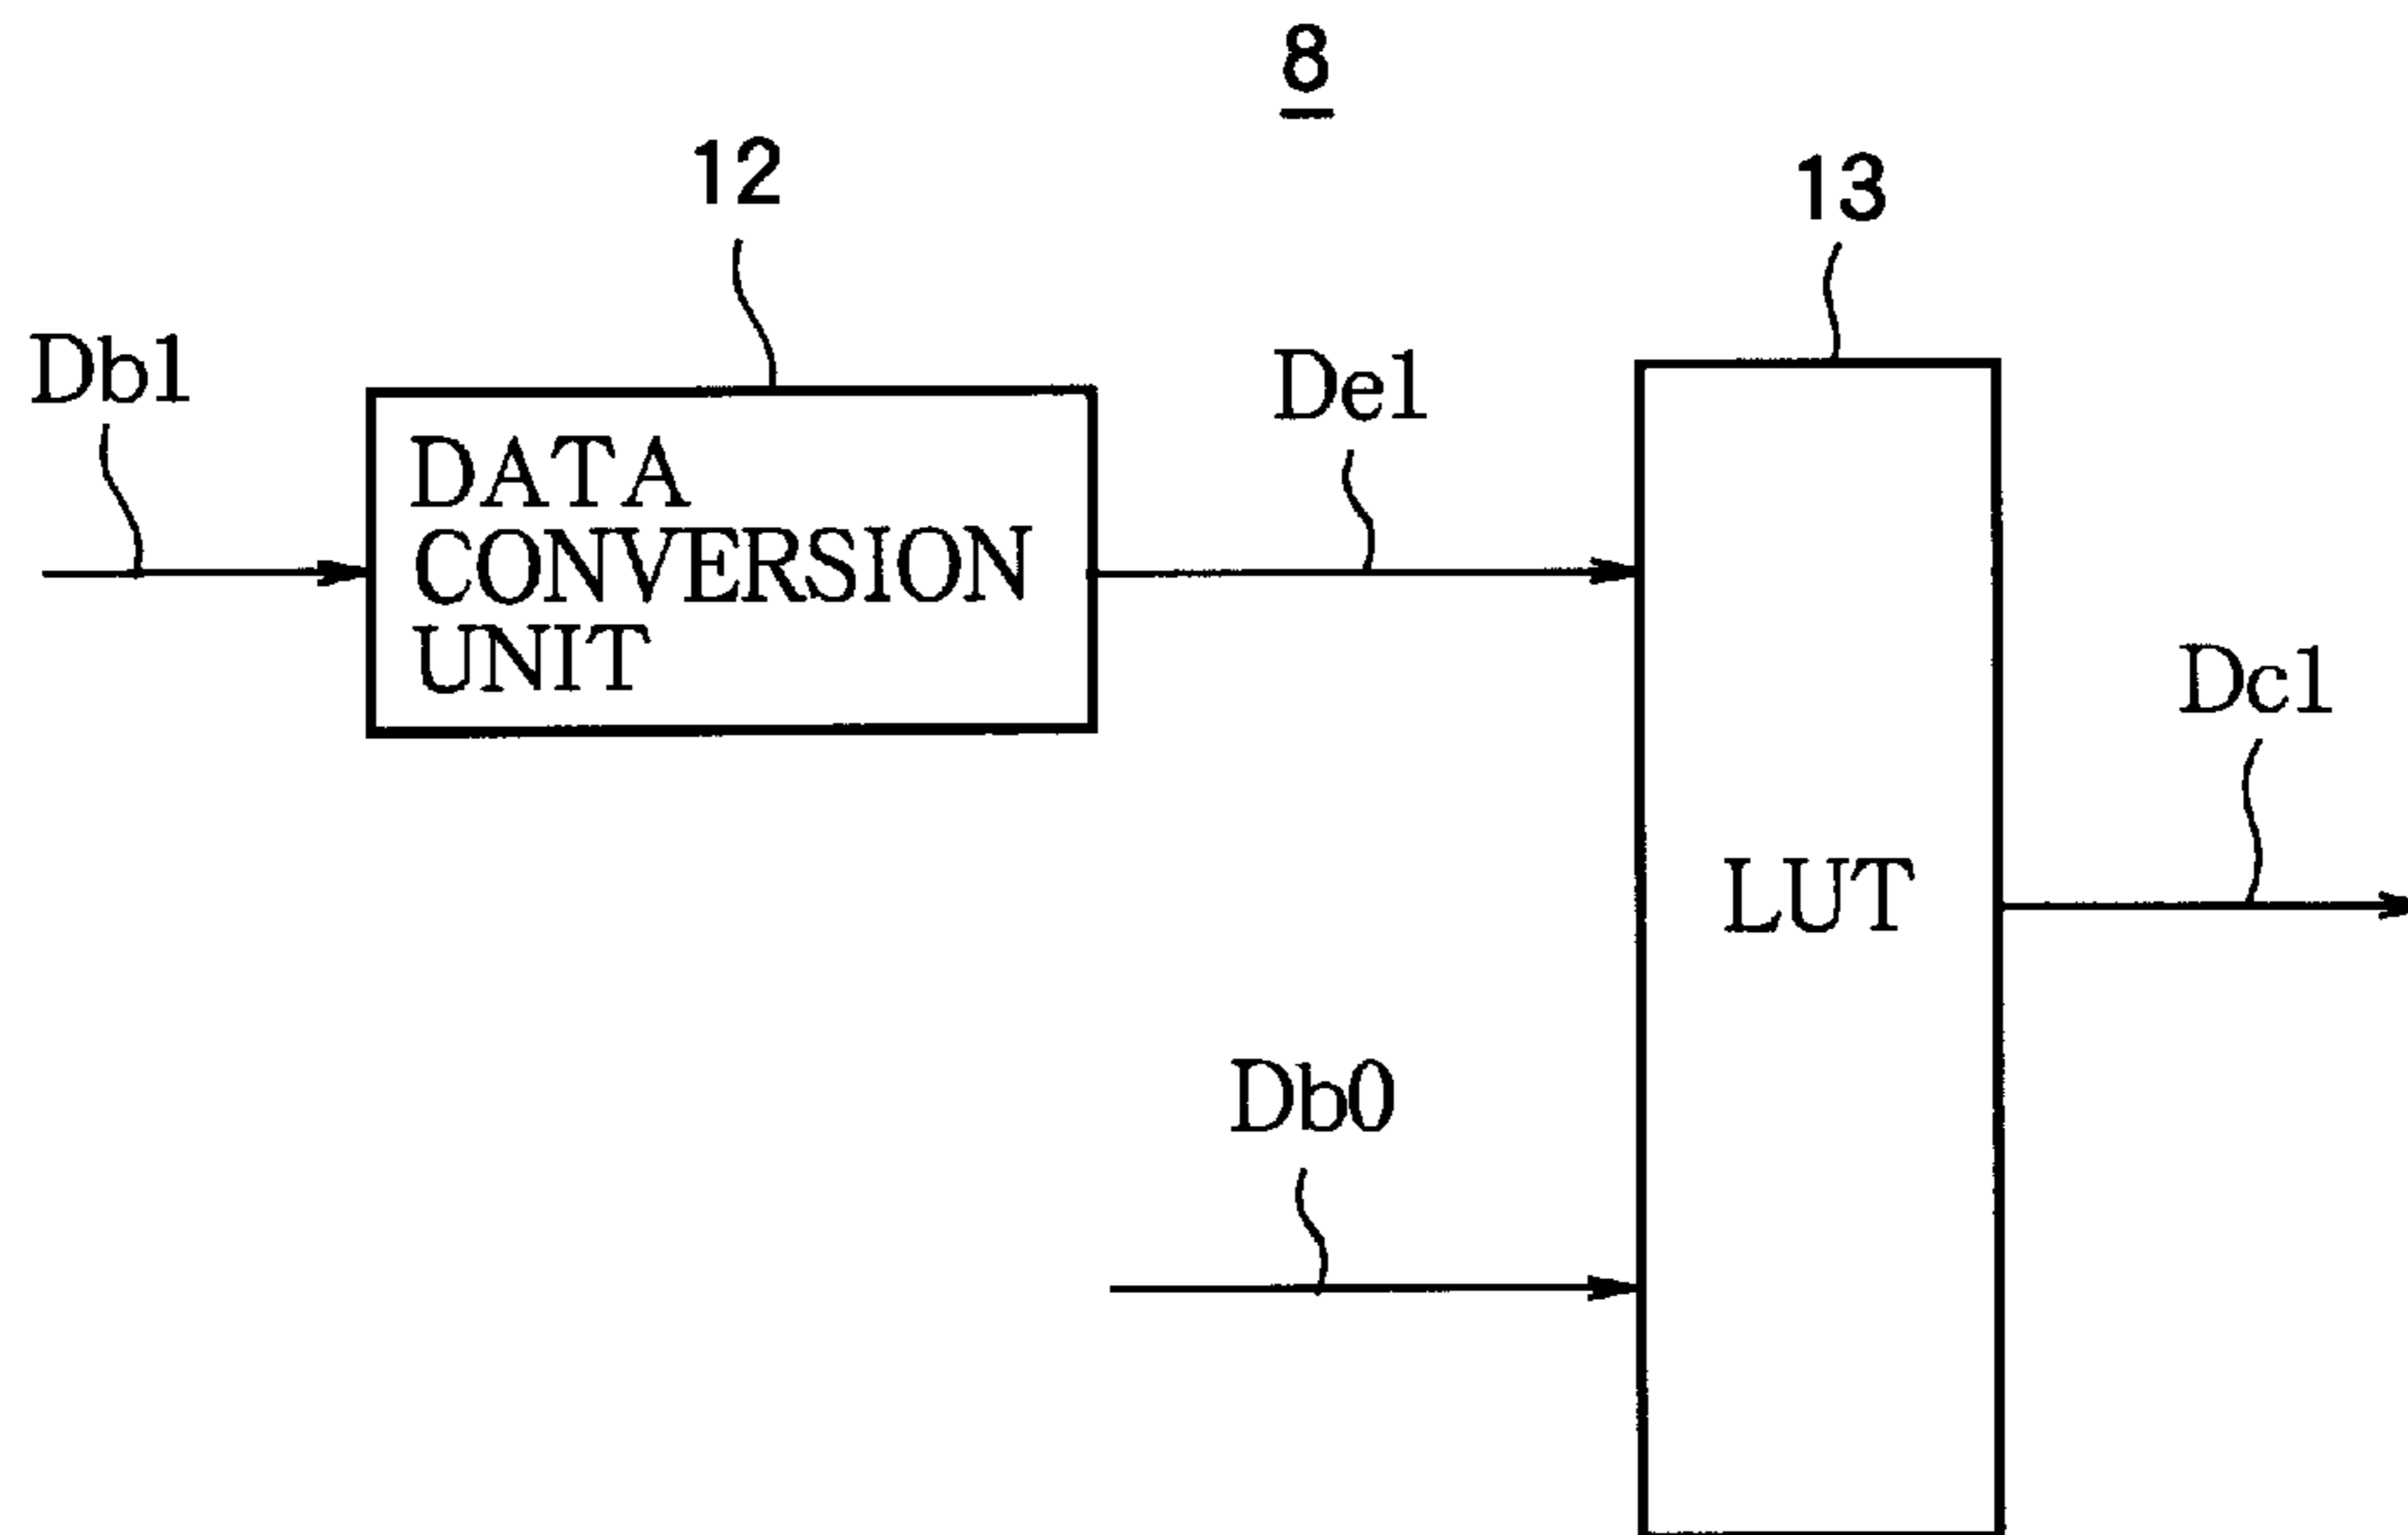 8
12
13
Db1
De1
DATA
CONVERSION
UNIT
Dc1
LUT
Db0